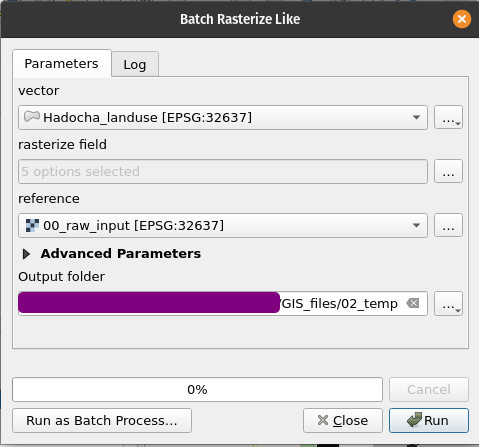 Batch Rasterize Like
Parameters Log
vector
Hadocha_landuse [EPSG:32637] ...
rasterize field
5 options selected ...
reference
00_raw_input [EPSG:32637] ...
Advanced Parameters
Output folder
/GIS_files/02_temp ...
0% Cancel
Run as Batch Process... Close Run